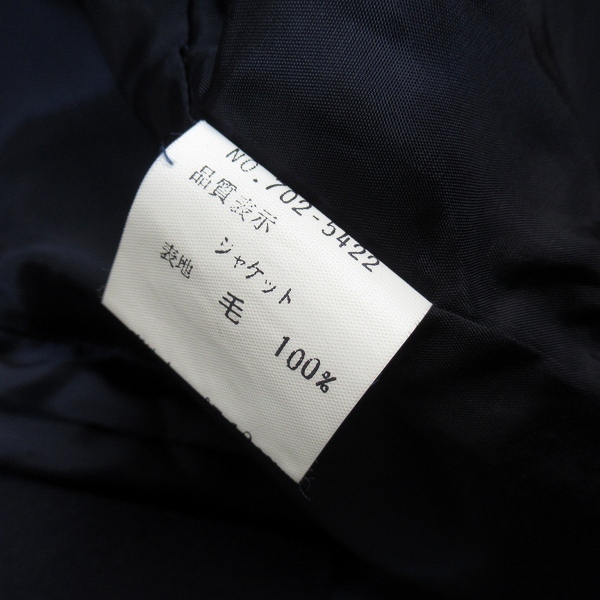 NO.702-5422
品質表示
ジャケット
表地 毛 100%